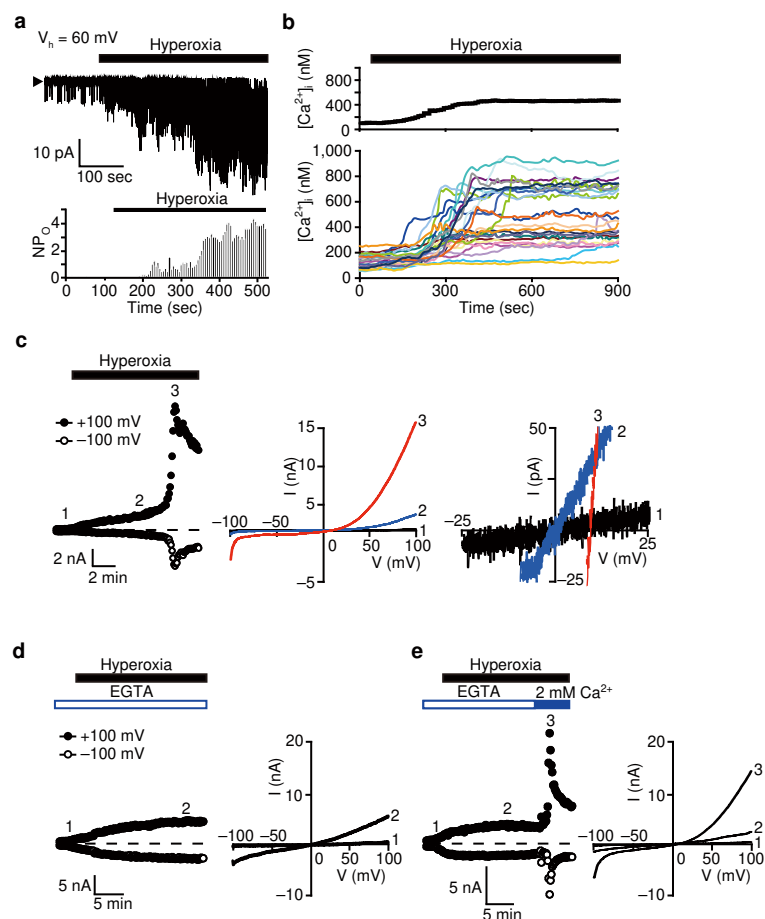 a
V_h = 60 mV
Hyperoxia
10 pA
100 sec
Hyperoxia
NP_O
4
2
0
0 100 200 300 400 500
Time (sec)
b
Hyperoxia
[Ca²⁺]i (nM)
800
400
0
[Ca²⁺]i (nM)
1,000
800
600
400
200
0
0 300 600 900
Time (sec)
c
Hyperoxia
+100 mV
−100 mV
1
2
3
2 nA
2 min
I (nA)
15
10
5
−5
−100 −50
0 50 100
V (mV)
3
2
1
I (pA)
50
−25
−25
25
V (mV)
3
2
1
d
Hyperoxia
EGTA
+100 mV
−100 mV
1
2
5 nA
5 min
I (nA)
20
10
−10
−100 −50
0 50 100
V (mV)
2
1
e
Hyperoxia
EGTA 2 mM Ca²⁺
1
2
3
5 nA
5 min
I (nA)
20
10
−10
−100 −50
0 50 100
V (mV)
3
2
1